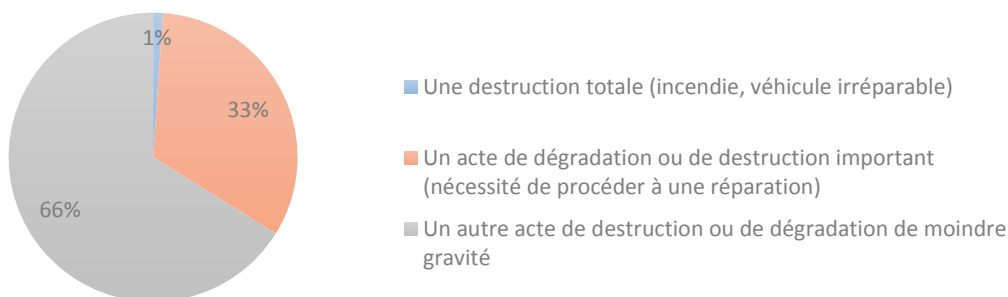 1%
33%
66%
Une destruction totale (incendie, véhicule irréparable)
Un acte de dégradation ou de destruction important
(nécessité de procéder à une réparation)
Un autre acte de destruction ou de dégradation de moindre
gravité